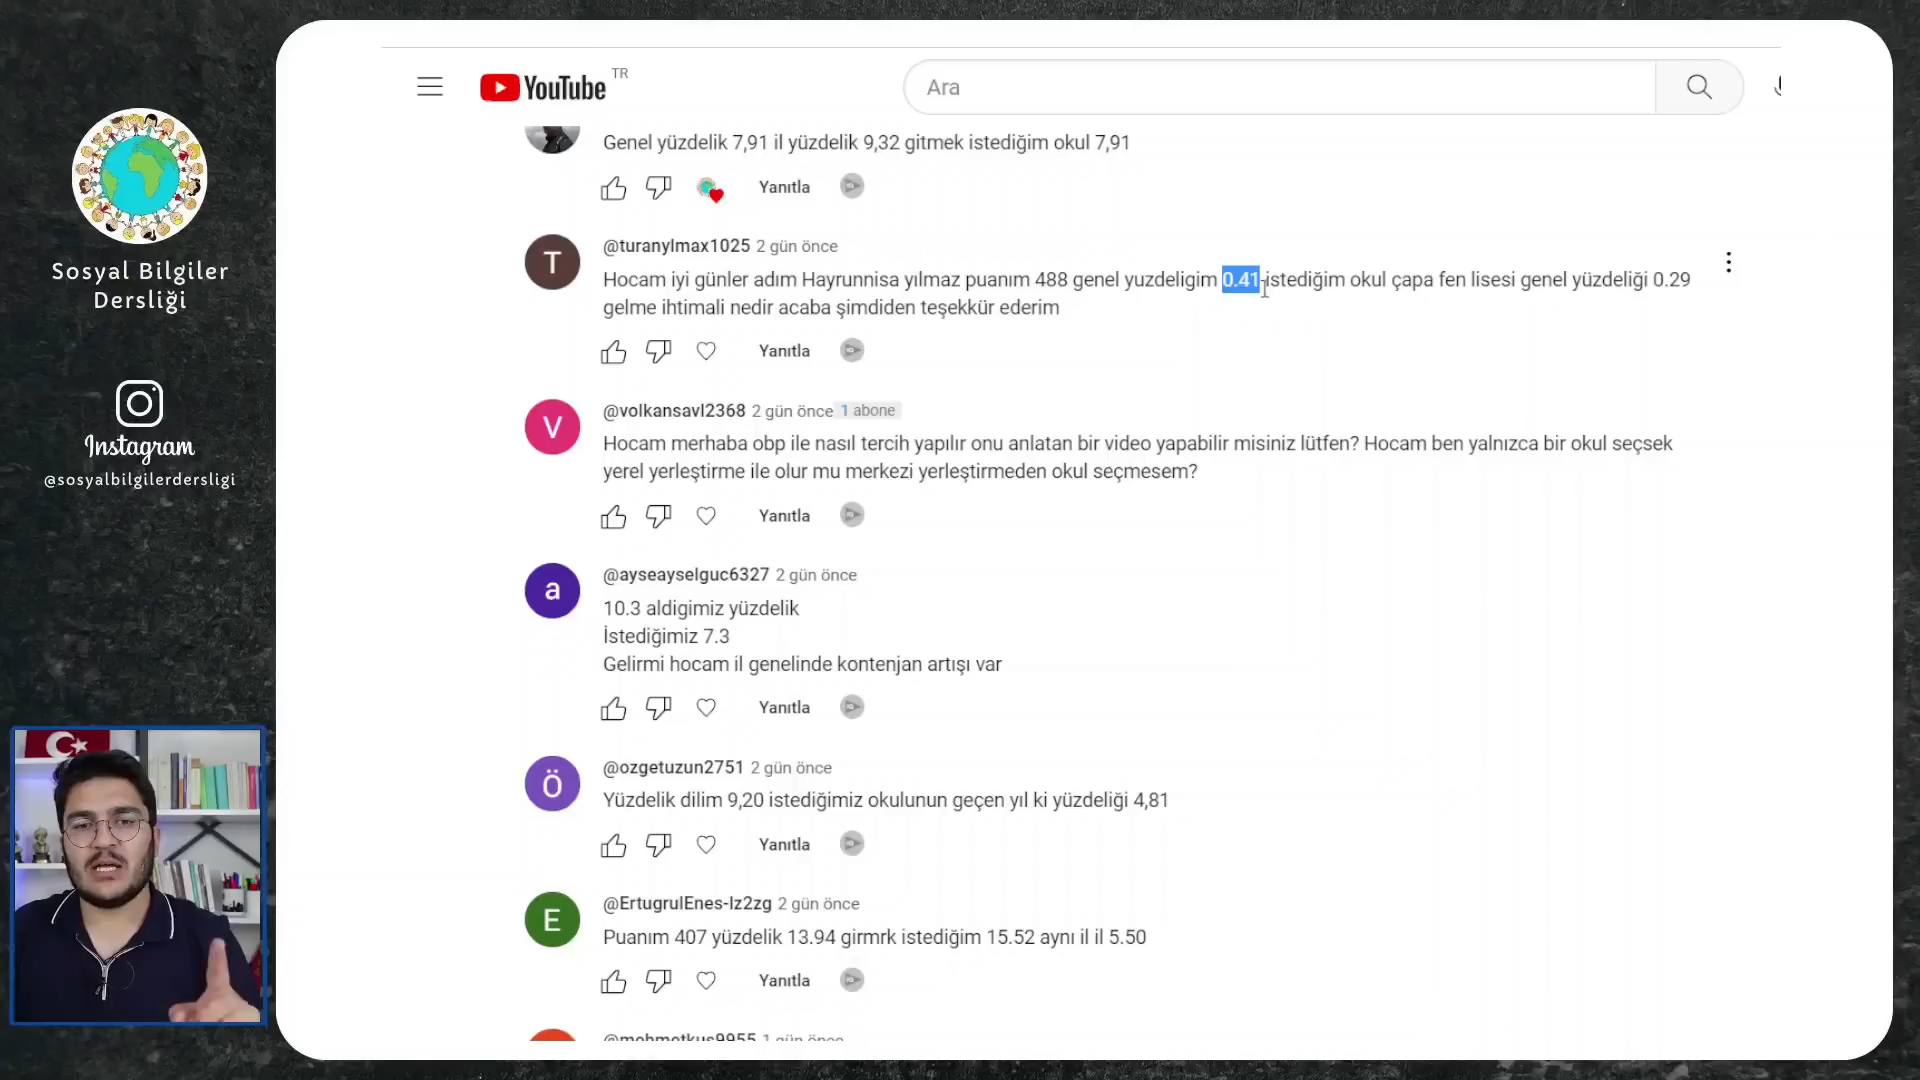 Sosyal Bilgiler
Dersliği
Instagram
@sosyalbilgilerdersligi
YouTube TR
Ara
Genel yüzdelik 7,91 il yüzdelik 9,32 gitmek istediğim okul 7,91
Yanıtla
T
@turanylmax1025 2 gün önce
Hocam iyi günler adım Hayrunnisa yılmaz puanım 488 genel yuzdeligim 0.41 istediğim okul çapa fen lisesi genel yüzdeliği 0.29
gelme ihtimali nedir acaba şimdiden teşekkür ederim
Yanıtla
V
@volkansavl2368 2 gün önce 1 abone
Hocam merhaba obp ile nasıl tercih yapılır onu anlatan bir video yapabilir misiniz lütfen? Hocam ben yalnızca bir okul seçsek
yerel yerleştirme ile olur mu merkezi yerleştirmeden okul seçmesem?
Yanıtla
a
@ayseayselguc6327 2 gün önce
10.3 aldigimiz yüzdelik
İstediğimiz 7.3
Gelirmi hocam il genelinde kontenjan artışı var
Yanıtla
Ö
@ozgetuzun2751 2 gün önce
Yüzdelik dilim 9,20 istediğimiz okulunun geçen yıl ki yüzdeliği 4,81
Yanıtla
E
@ErtugrulEnes-lz2zg 2 gün önce
Puanım 407 yüzdelik 13.94 girmrk istediğim 15.52 aynı il il 5.50
Yanıtla
@mehmetkus9955 1 gün önce